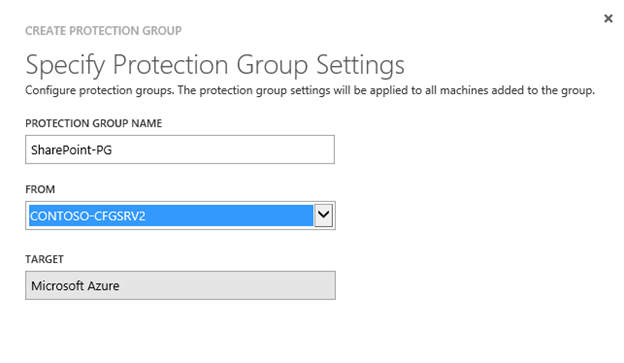 CREATE PROTECTION GROUP
Specify Protection Group Settings
Configure protection groups. The protection group settings will be applied to all machines added to the group.
PROTECTION GROUP NAME
SharePoint-PG
FROM
CONTOSO-CFGSRV2
TARGET
Microsoft Azure